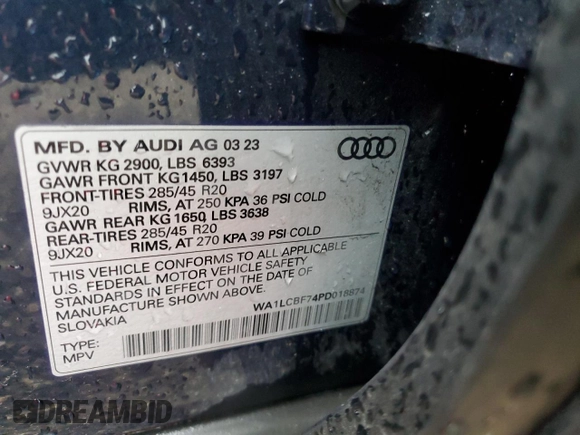 MFD. BY AUDI AG 03 23
GVWR KG 2900, LBS 6393
GAWR FRONT KG1450, LBS 3197
FRONT-TIRES 285/45 R20
9JX20 RIMS, AT 250 KPA 36 PSI COLD
GAWR REAR KG 1650, LBS 3638
REAR-TIRES 285/45 R20
9JX20 RIMS, AT 270 KPA 39 PSI COLD
THIS VEHICLE CONFORMS TO ALL APPLICABLE
U.S. FEDERAL MOTOR VEHICLE SAFETY
STANDARDS IN EFFECT ON THE DATE OF
MANUFACTURE SHOWN ABOVE.
SLOVAKIA
WA1LCBF74PD018874
TYPE:
MPV
DREAMBID